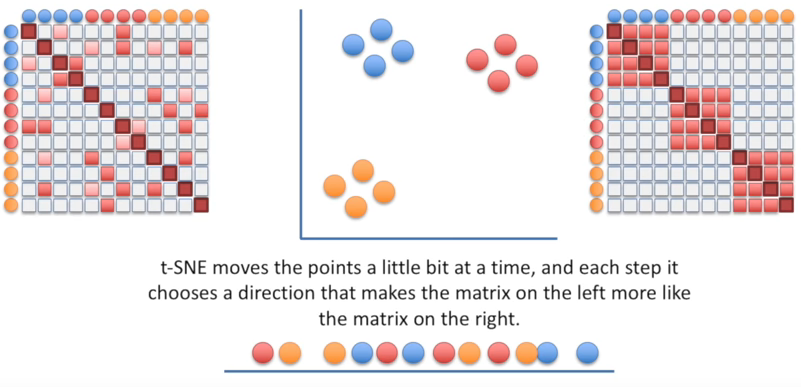 t-SNE moves the points a little bit at a time, and each step it
chooses a direction that makes the matrix on the left more like
the matrix on the right.